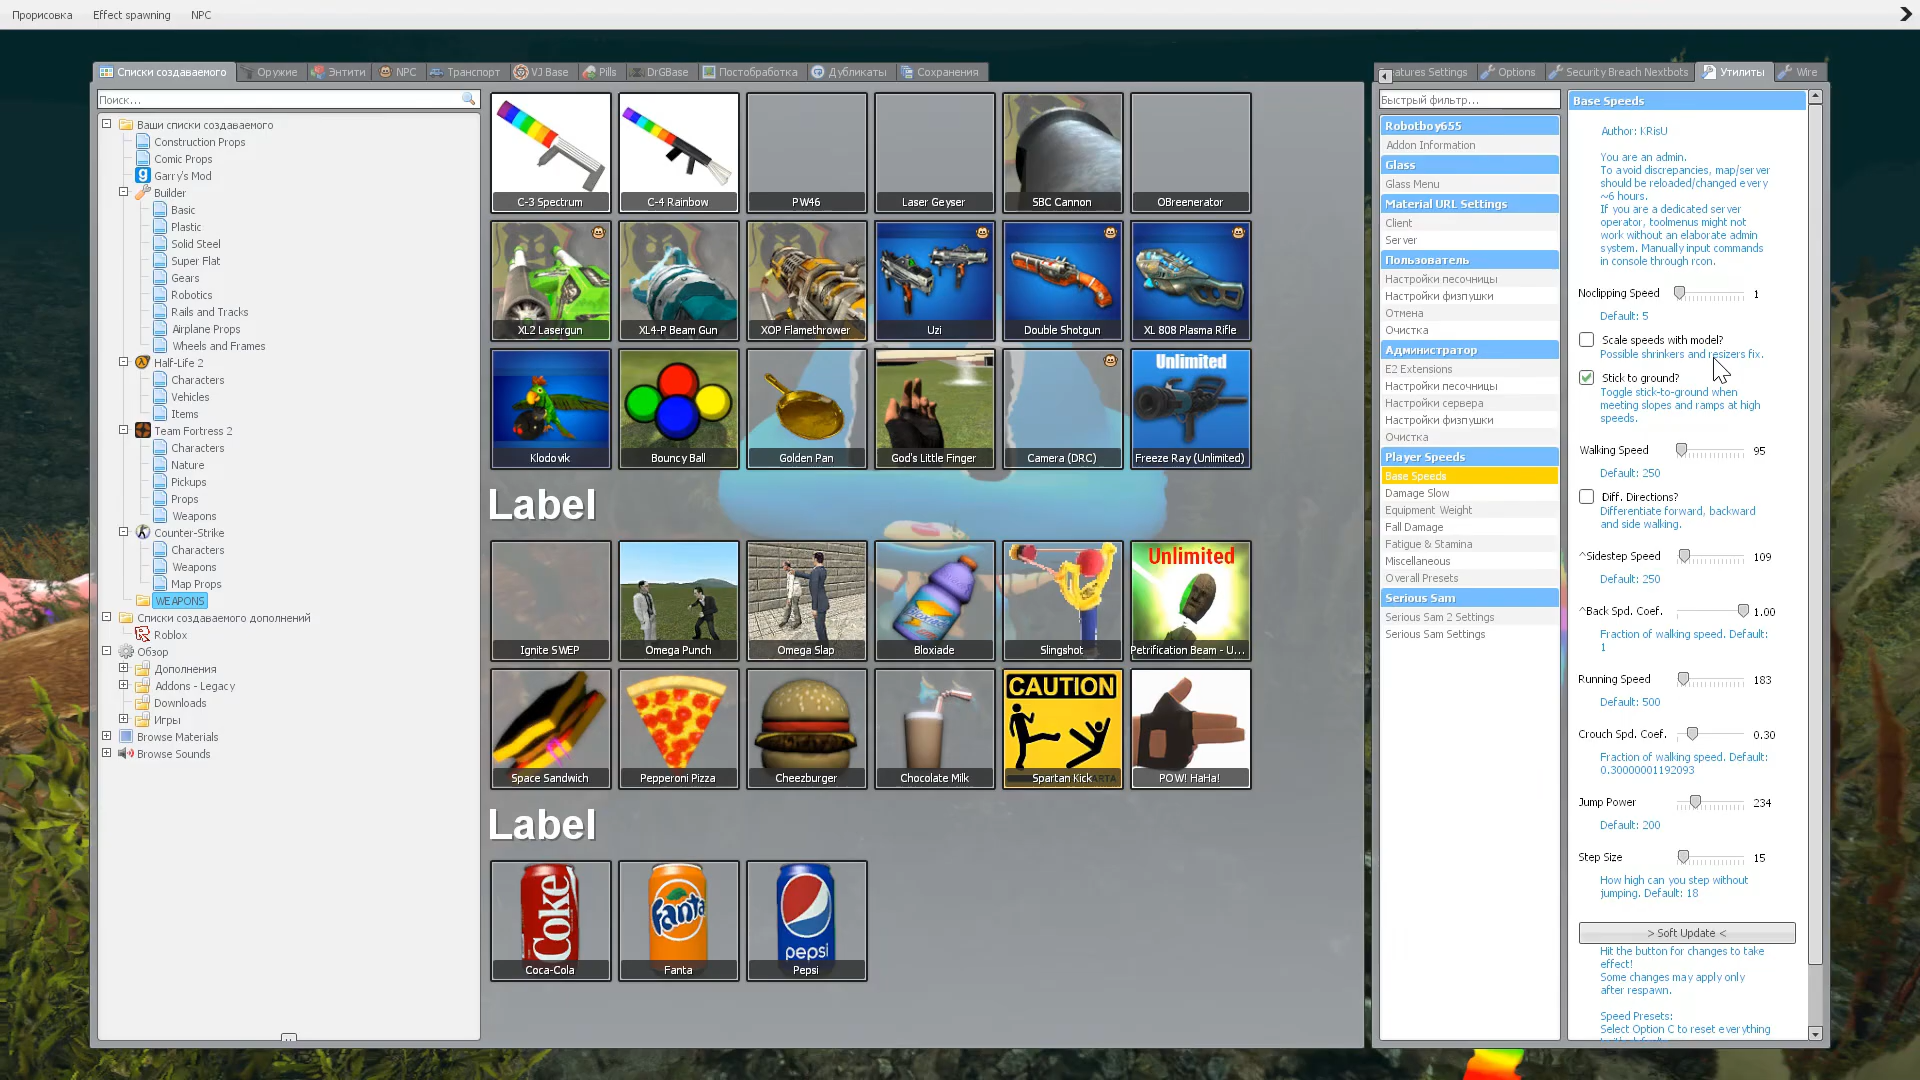 Прорисовка
Effect spawning
NPC
Списки создаваемого
Оружие
Энтити
NPC
Транспорт
VJ Base
Pills
DrGBase
Постобработка
Дубликаты
Сохранения
Поиск...
Ваши списки создаваемого
Construction Props
Comic Props
Garry's Mod
Builder
Basic
Plastic
Solid Steel
Super Flat
Gears
Robotics
Rails and Tracks
Airplane Props
Wheels and Frames
Half-Life 2
Characters
Vehicles
Items
Team Fortress 2
Characters
Nature
Pickups
Props
Weapons
Counter-Strike
Characters
Weapons
Map Props
WEAPONS
Списки создаваемого дополнений
Roblox
Обзор
Дополнения
Addons - Legacy
Downloads
Игры
Browse Materials
Browse Sounds
C-3 Spectrum
C-4 Rainbow
PW46
Laser Geyser
SBC Cannon
OBreenerator
XL2 Lasergun
XL4-P Beam Gun
XOP Flamethrower
Uzi
Double Shotgun
XL 808 Plasma Rifle
Unlimited
Klodovik
Bouncy Ball
Golden Pan
God's Little Finger
Camera (DRC)
Freeze Ray (Unlimited)
Label
Unlimited
Ignite SWEP
Omega Punch
Omega Slap
Bloxiade
Slingshot
Petrification Beam - U...
CAUTION
Space Sandwich
Pepperoni Pizza
Cheezburger
Chocolate Milk
Spartan Kick
POW! HaHa!
Label
Coke
Fanta
pepsi
Coca-Cola
Fanta
Pepsi
eatures Settings
Options
Security Breach Nextbots
Утилиты
Wire
Быстрый фильтр...
Robotboy655
Addon Information
Glass
Glass Menu
Material URL Settings
Client
Server
Пользователь
Настройки песочницы
Настройки физпушки
Отмена
Очистка
Администратор
E2 Extensions
Настройки песочницы
Настройки сервера
Настройки физпушки
Очистка
Player Speeds
Base Speeds
Damage Slow
Equipment Weight
Fall Damage
Fatigue & Stamina
Miscellaneous
Overall Presets
Serious Sam
Serious Sam 2 Settings
Serious Sam Settings
Base Speeds
Author: KRisU
You are an admin.
To avoid discrepancies, map/server
should be reloaded/changed every
~6 hours.
If you are a dedicated server
operator, toolmenus might not
work without an elaborate admin
system. Manually input commands
in console through rcon.
Noclipping Speed 1
Default: 5
Scale speeds with model?
Possible shrinkers and resizers fix.
Stick to ground?
Toggle stick-to-ground when
meeting slopes and ramps at high
speeds.
Walking Speed 95
Default: 250
Diff. Directions?
Differentiate forward, backward
and side walking.
^Sidestep Speed 109
Default: 250
^Back Spd. Coef. 1.00
Fraction of walking speed. Default:
1
Running Speed 183
Default: 500
Crouch Spd. Coef. 0.30
Fraction of walking speed. Default:
0.30000001192093
Jump Power 234
Default: 200
Step Size 15
How high can you step without
jumping. Default: 18
> Soft Update <
Hit the button for changes to take
effect!
Some changes may apply only
after respawn.
Speed Presets:
Select Option C to reset everything